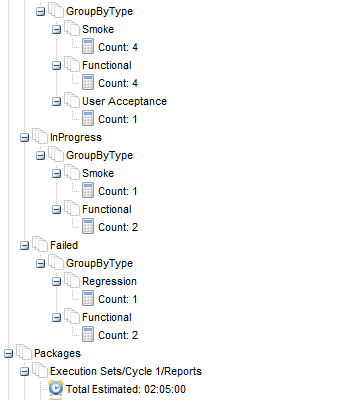 GroupByType
Smoke
Count: 4
Functional
Count: 4
User Acceptance
Count: 1
InProgress
GroupByType
Smoke
Count: 1
Functional
Count: 2
Failed
GroupByType
Regression
Count: 1
Functional
Count: 2
Packages
Execution Sets/Cycle 1/Reports
Total Estimated: 02:05:00